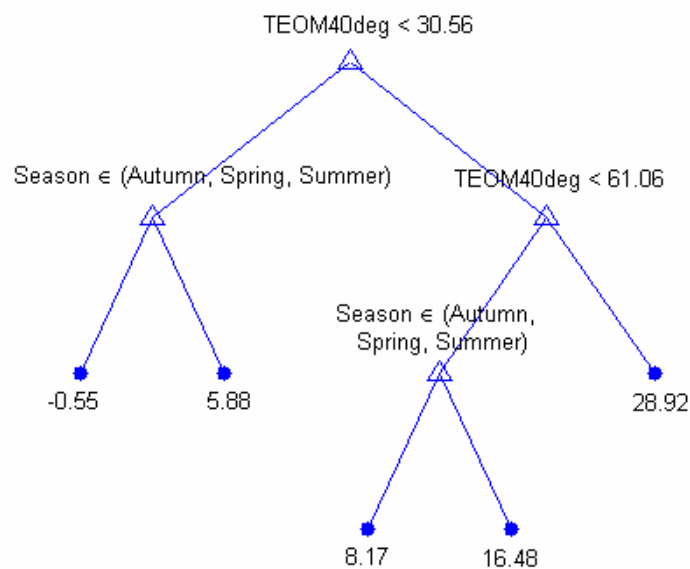 TEOM40deg < 30.56
Season ∈ (Autumn, Spring, Summer)
TEOM40deg < 61.06
Season ∈ (Autumn,
Spring, Summer)
-0.55
5.88
28.92
8.17
16.48